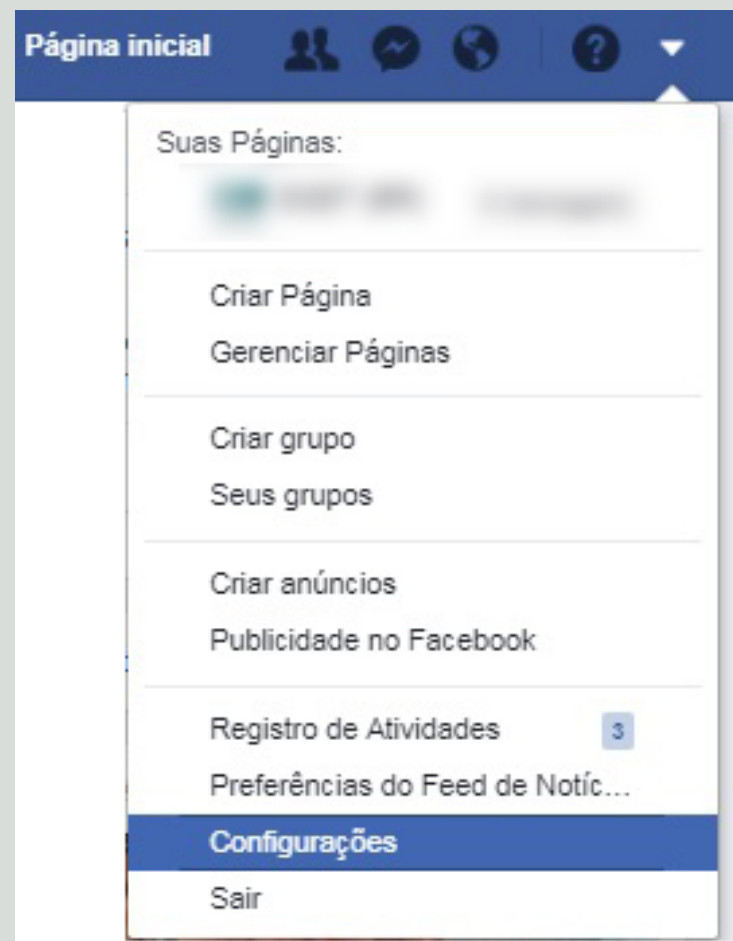 Página inicial
Suas Páginas:
Criar Página
Gerenciar Páginas
Criar grupo
Seus grupos
Criar anúncios
Publicidade no Facebook
Registro de Atividades 3
Preferências do Feed de Notíc...
Configurações
Sair